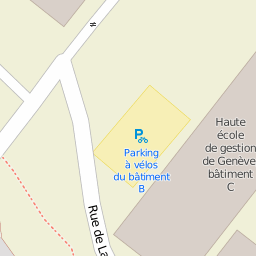 Haute
école
de gestion
de Genève
bâtiment
C
Parking
à vélos
du bâtiment
B
Rue de La